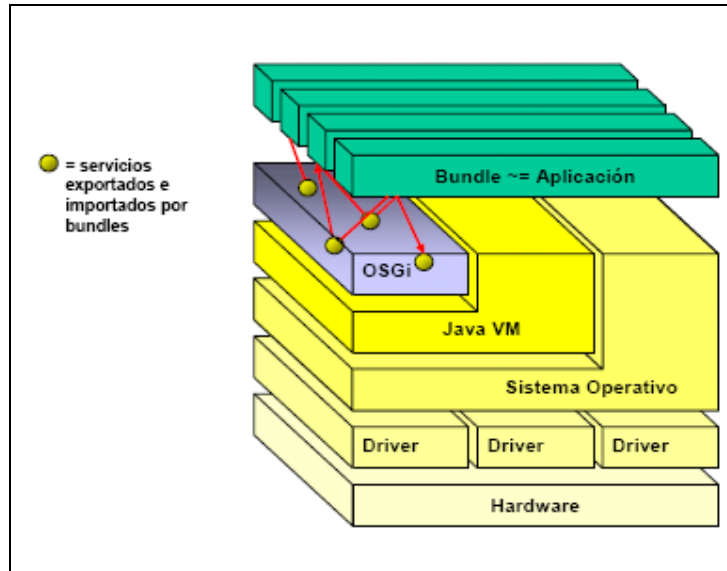 = servicios
exportados e
importados por
bundles
Bundle ~= Aplicación
OSGi
Java VM
Sistema Operativo
Driver
Driver
Driver
Hardware